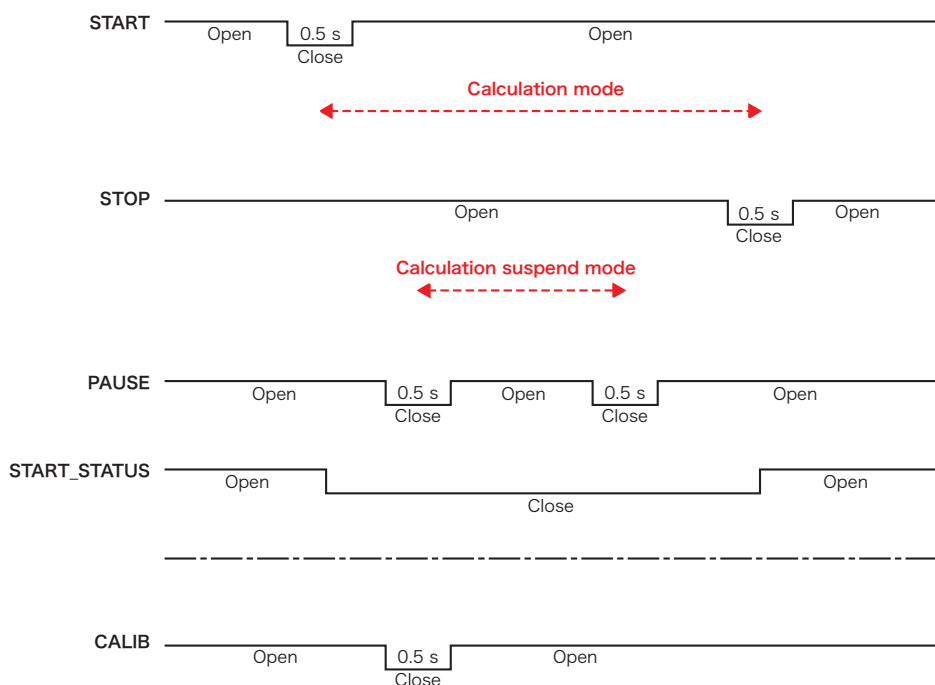 START
Open
0.5 s
Open
Close
Calculation mode
STOP
Open
0.5 s
Open
Close
Calculation suspend mode
PAUSE
Open
0.5 s
Open
0.5 s
Open
Close
Close
START_STATUS
Open
Open
Close
CALIB
Open
0.5 s
Open
Close